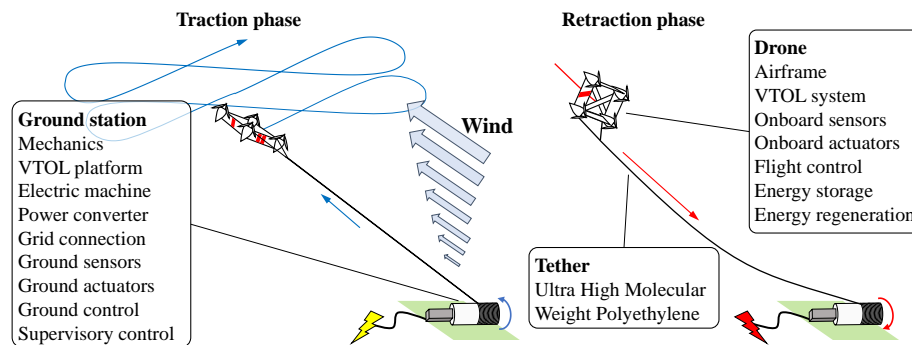 Traction phase
Retraction phase
Ground station
Mechanics
VTOL platform
Electric machine
Power converter
Grid connection
Ground sensors
Ground actuators
Ground control
Supervisory control
Wind
Drone
Airframe
VTOL system
Onboard sensors
Onboard actuators
Flight control
Energy storage
Energy regeneration
Tether
Ultra High Molecular
Weight Polyethylene